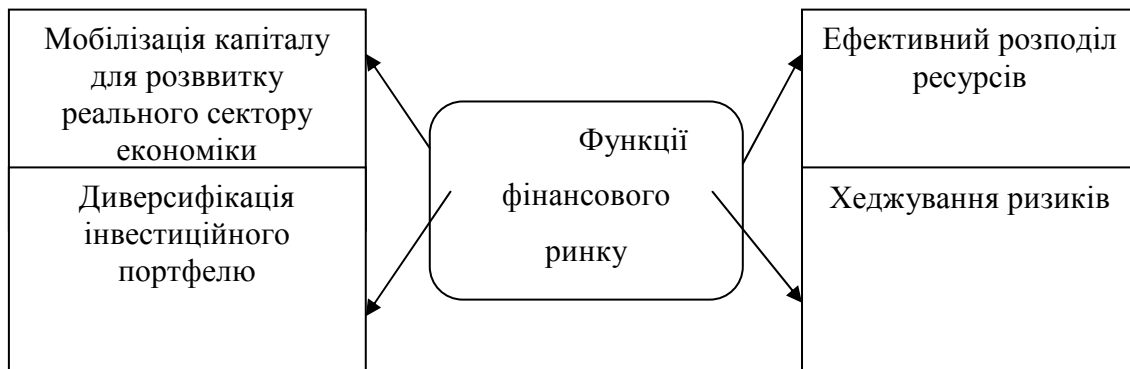 Мобілізація капіталу
для розввитку
реального сектору
економіки
Диверсифікація
інвестиційного
портфелю
Функції
фінансового
ринку
Ефективний розподіл
ресурсів
Хеджування ризиків